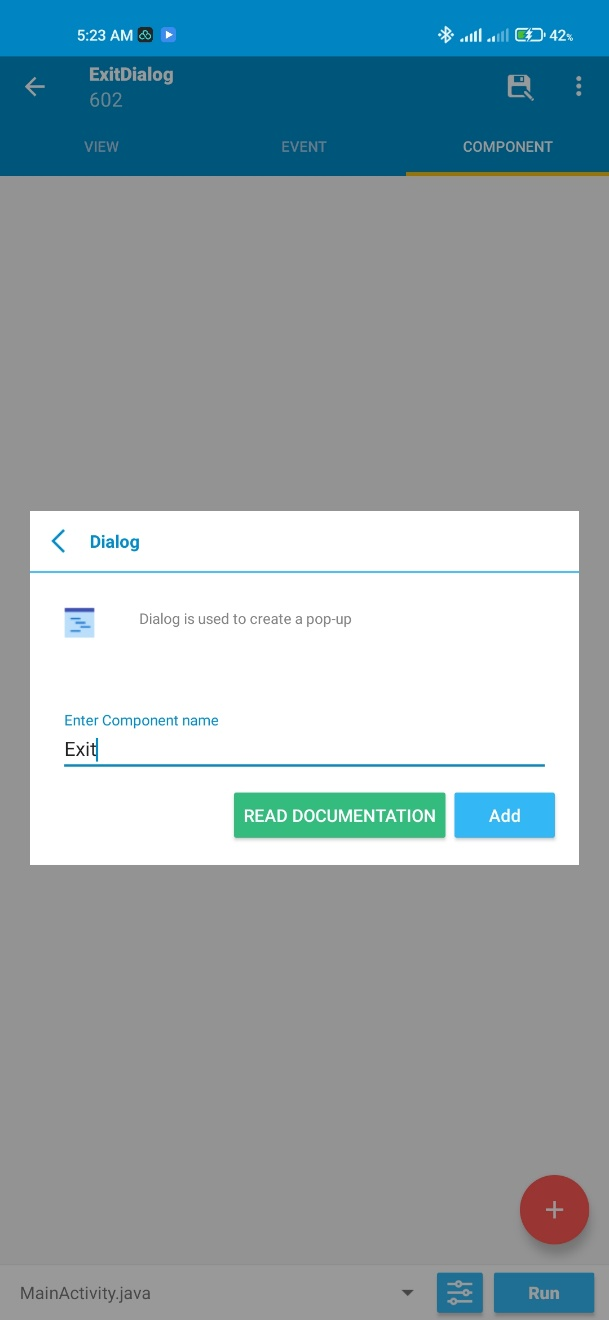 5:23 AM
42%
ExitDialog
602
VIEW
EVENT
COMPONENT
Dialog
Dialog is used to create a pop-up
Enter Component name
Exit
READ DOCUMENTATION
Add
MainActivity.java
Run